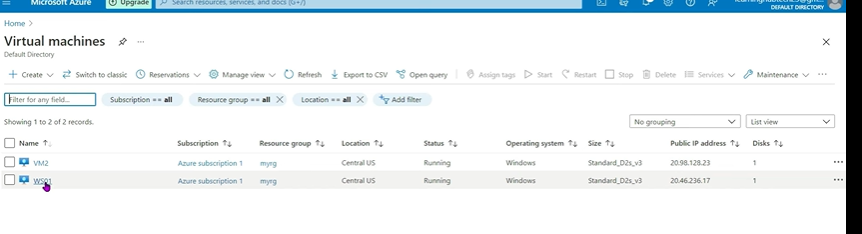 Microsoft Azure Upgrade Search resources, services, and docs (G+/)
DEFAULT DIRECTORY
Home >
Virtual machines ...
Default Directory
+ Create Switch to classic Reservations Manage view Refresh Export to CSV Open query Assign tags Start Restart Stop Delete Services Maintenance ...
Filter for any field... Subscription == all Resource group == all Location == all Add filter
Showing 1 to 2 of 2 records. No grouping List view
Name Subscription Resource group Location Status Operating system Size Public IP address Disks
VM2 Azure subscription 1 myrg Central US Running Windows Standard_D2s_v3 20.98.128.23 1 ...
WS01 Azure subscription 1 myrg Central US Running Windows Standard_D2s_v3 20.46.236.17 1 ...